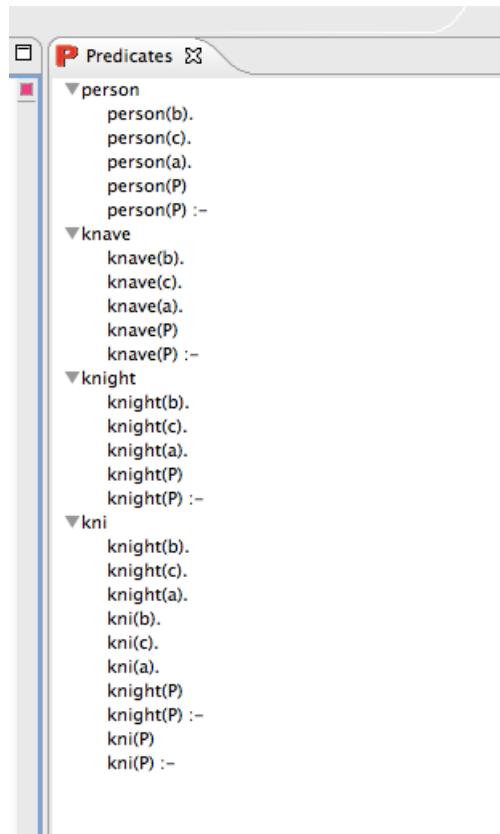 P Predicates
person
person(b).
person(c).
person(a).
person(P)
person(P) :-
knave
knave(b).
knave(c).
knave(a).
knave(P)
knave(P) :-
knight
knight(b).
knight(c).
knight(a).
knight(P)
knight(P) :-
kni
knight(b).
knight(c).
knight(a).
kni(b).
kni(c).
kni(a).
knight(P)
knight(P) :-
kni(P)
kni(P) :-